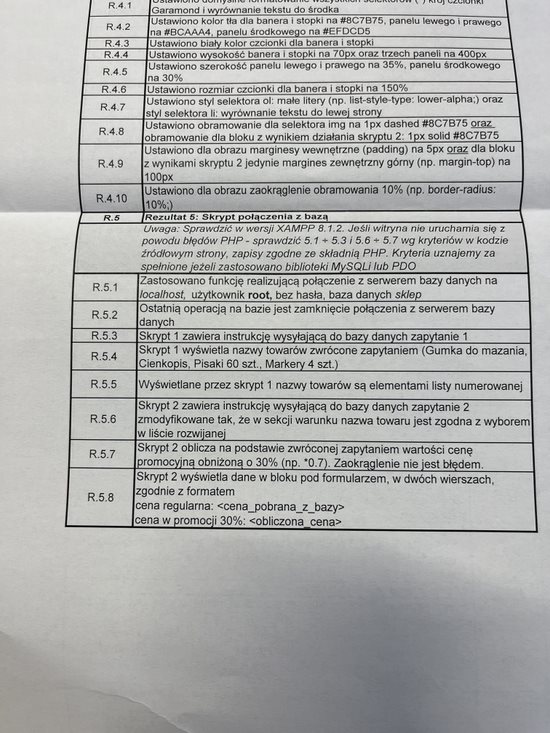 R.4.1
Ustawiono domyślne formatowanie wszystkich selektorów (*) krój czcionki
Garamond i wyrównanie tekstu do środka
R.4.2
Ustawiono kolor tła dla banera i stopki na #8C7B75, panelu lewego i prawego
na #BCAAA4, panelu środkowego na #EFDCD5
R.4.3
Ustawiono biały kolor czcionki dla banera i stopki
R.4.4
Ustawiono wysokość banera i stopki na 70px oraz trzech paneli na 400px
R.4.5
Ustawiono szerokość panelu lewego i prawego na 35%, panelu środkowego
na 30%
R.4.6
Ustawiono rozmiar czcionki dla banera i stopki na 150%
R.4.7
Ustawiono styl selektora ol: małe litery (np. list-style-type: lower-alpha;) oraz
styl selektora li: wyrównanie tekstu do lewej strony
R.4.8
Ustawiono obramowanie dla selektora img na 1px dashed #8C7B75 oraz
obramowanie dla bloku z wynikiem działania skryptu 2: 1px solid #8C7B75
R.4.9
Ustawiono dla obrazu marginesy wewnętrzne (padding) na 5px oraz dla bloku
z wynikami skryptu 2 jedynie margines zewnętrzny górny (np. margin-top) na
100px
R.4.10
Ustawiono dla obrazu zaokrąglenie obramowania 10% (np. border-radius:
10%;)
R.5
Rezultat 5: Skrypt połączenia z bazą
Uwaga: Sprawdzić w wersji XAMPP 8.1.2. Jeśli witryna nie uruchamia się z
powodu błędów PHP - sprawdzić 5.1 ÷ 5.3 i 5.6 ÷ 5.7 wg kryteriów w kodzie
źródłowym strony, zapisy zgodne ze składnią PHP. Kryteria uznajemy za
spełnione jeżeli zastosowano biblioteki MySQLi lub PDO
R.5.1
Zastosowano funkcję realizującą połączenie z serwerem bazy danych na
localhost, użytkownik root, bez hasła, baza danych sklep
R.5.2
Ostatnią operacją na bazie jest zamknięcie połączenia z serwerem bazy
danych
R.5.3
Skrypt 1 zawiera instrukcję wysyłającą do bazy danych zapytanie 1
R.5.4
Skrypt 1 wyświetla nazwy towarów zwrócone zapytaniem (Gumka do mazania,
Cienkopis, Pisaki 60 szt., Markery 4 szt.)
R.5.5
Wyświetlane przez skrypt 1 nazwy towarów są elementami listy numerowanej
R.5.6
Skrypt 2 zawiera instrukcję wysyłającą do bazy danych zapytanie 2
zmodyfikowane tak, że w sekcji warunku nazwa towaru jest zgodna z wyborem
w liście rozwijanej
R.5.7
Skrypt 2 oblicza na podstawie zwróconej zapytaniem wartości cenę
promocyjną obniżoną o 30% (np. *0.7). Zaokrąglenie nie jest błędem.
R.5.8
Skrypt 2 wyświetla dane w bloku pod formularzem, w dwóch wierszach,
zgodnie z formatem
cena regularna: <cena_pobrana_z_bazy>
cena w promocji 30%: <obliczona_cena>